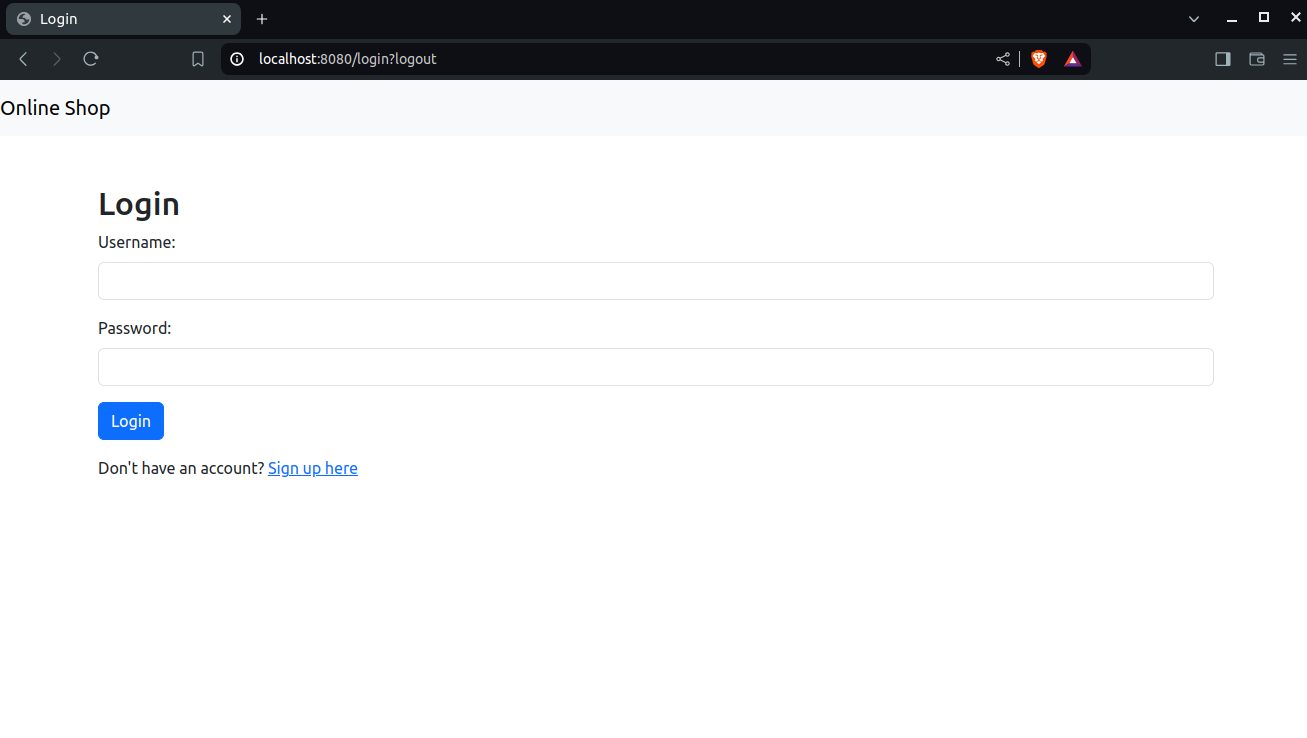 Login
localhost:8080/login?logout
Online Shop
Login
Username:
Password:
Login
Don't have an account? Sign up here